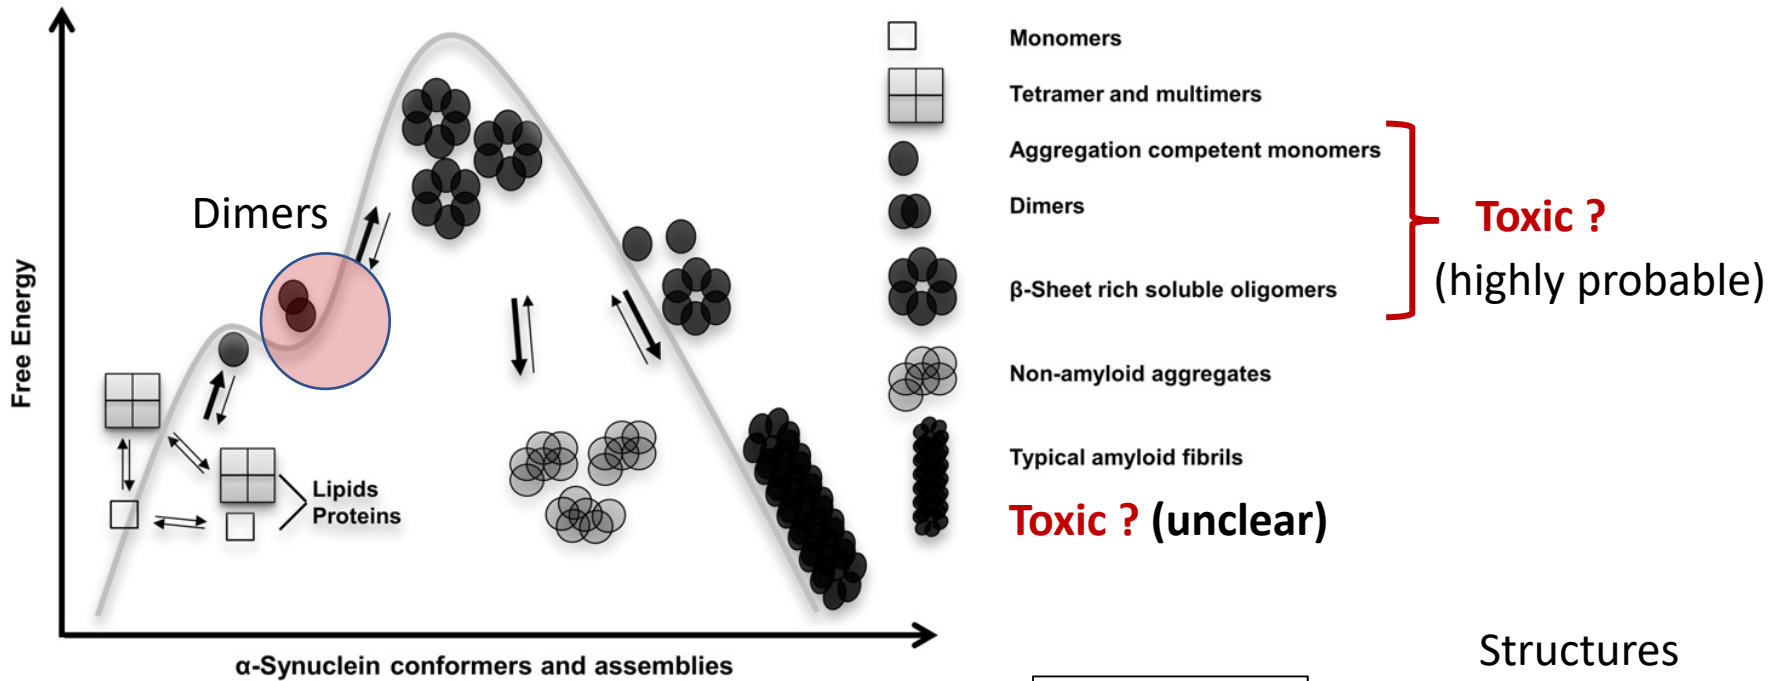 Free Energy
Dimers
Lipids
Proteins
α-Synuclein conformers and assemblies
Monomers
Tetramer and multimers
Aggregation competent monomers
Dimers
β-Sheet rich soluble oligomers
Non-amyloid aggregates
Typical amyloid fibrils
Toxic ? (unclear)
Toxic ?
(highly probable)
Structures